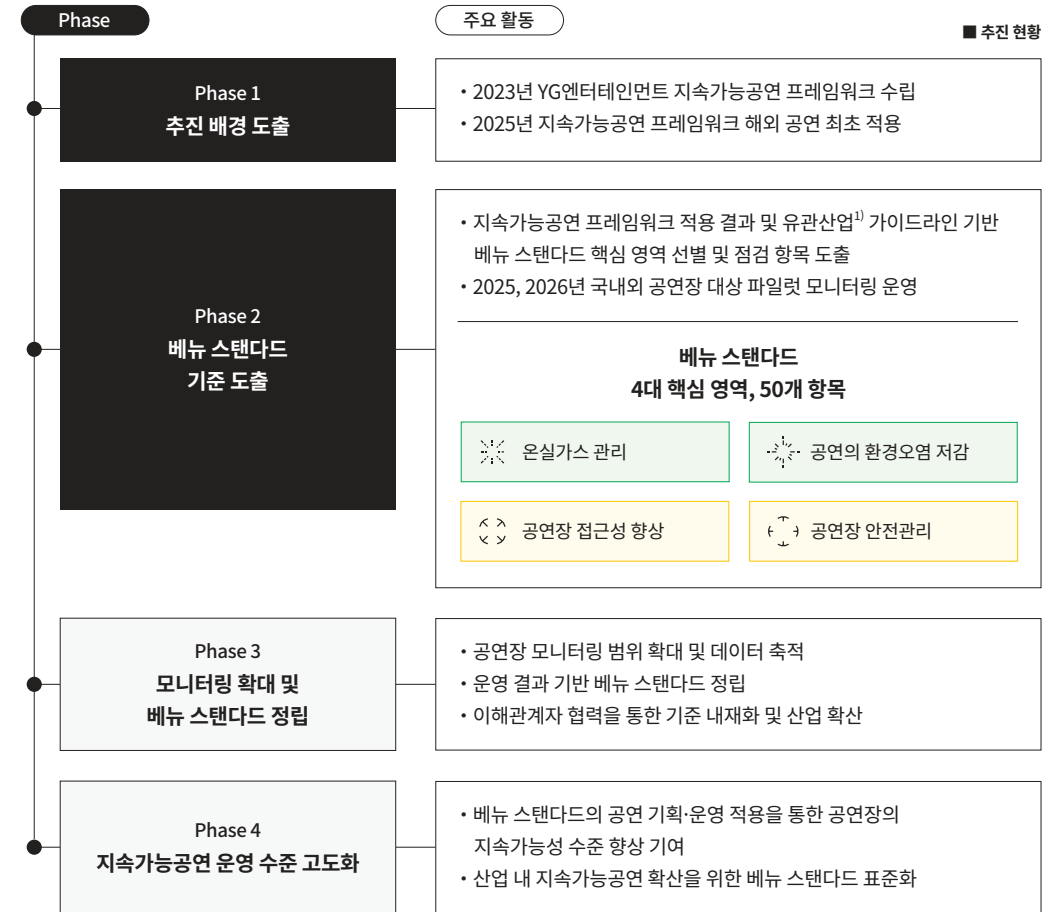 Phase
주요 활동
■ 추진 현황
Phase 1
추진 배경 도출
• 2023년 YG엔터테인먼트 지속가능공연 프레임워크 수립
• 2025년 지속가능공연 프레임워크 해외 공연 최초 적용
Phase 2
베뉴 스탠다드
기준 도출
• 지속가능공연 프레임워크 적용 결과 및 유관산업1) 가이드라인 기반
베뉴 스탠다드 핵심 영역 선별 및 점검 항목 도출
• 2025, 2026년 국내외 공연장 대상 파일럿 모니터링 운영
베뉴 스탠다드
4대 핵심 영역, 50개 항목
온실가스 관리
공연의 환경오염 저감
공연장 접근성 향상
공연장 안전관리
Phase 3
모니터링 확대 및
베뉴 스탠다드 정립
• 공연장 모니터링 범위 확대 및 데이터 축적
• 운영 결과 기반 베뉴 스탠다드 정립
• 이해관계자 협력을 통한 기준 내재화 및 산업 확산
Phase 4
지속가능공연 운영 수준 고도화
• 베뉴 스탠다드의 공연 기획·운영 적용을 통한 공연장의
지속가능성 수준 향상 기여
• 산업 내 지속가능공연 확산을 위한 베뉴 스탠다드 표준화